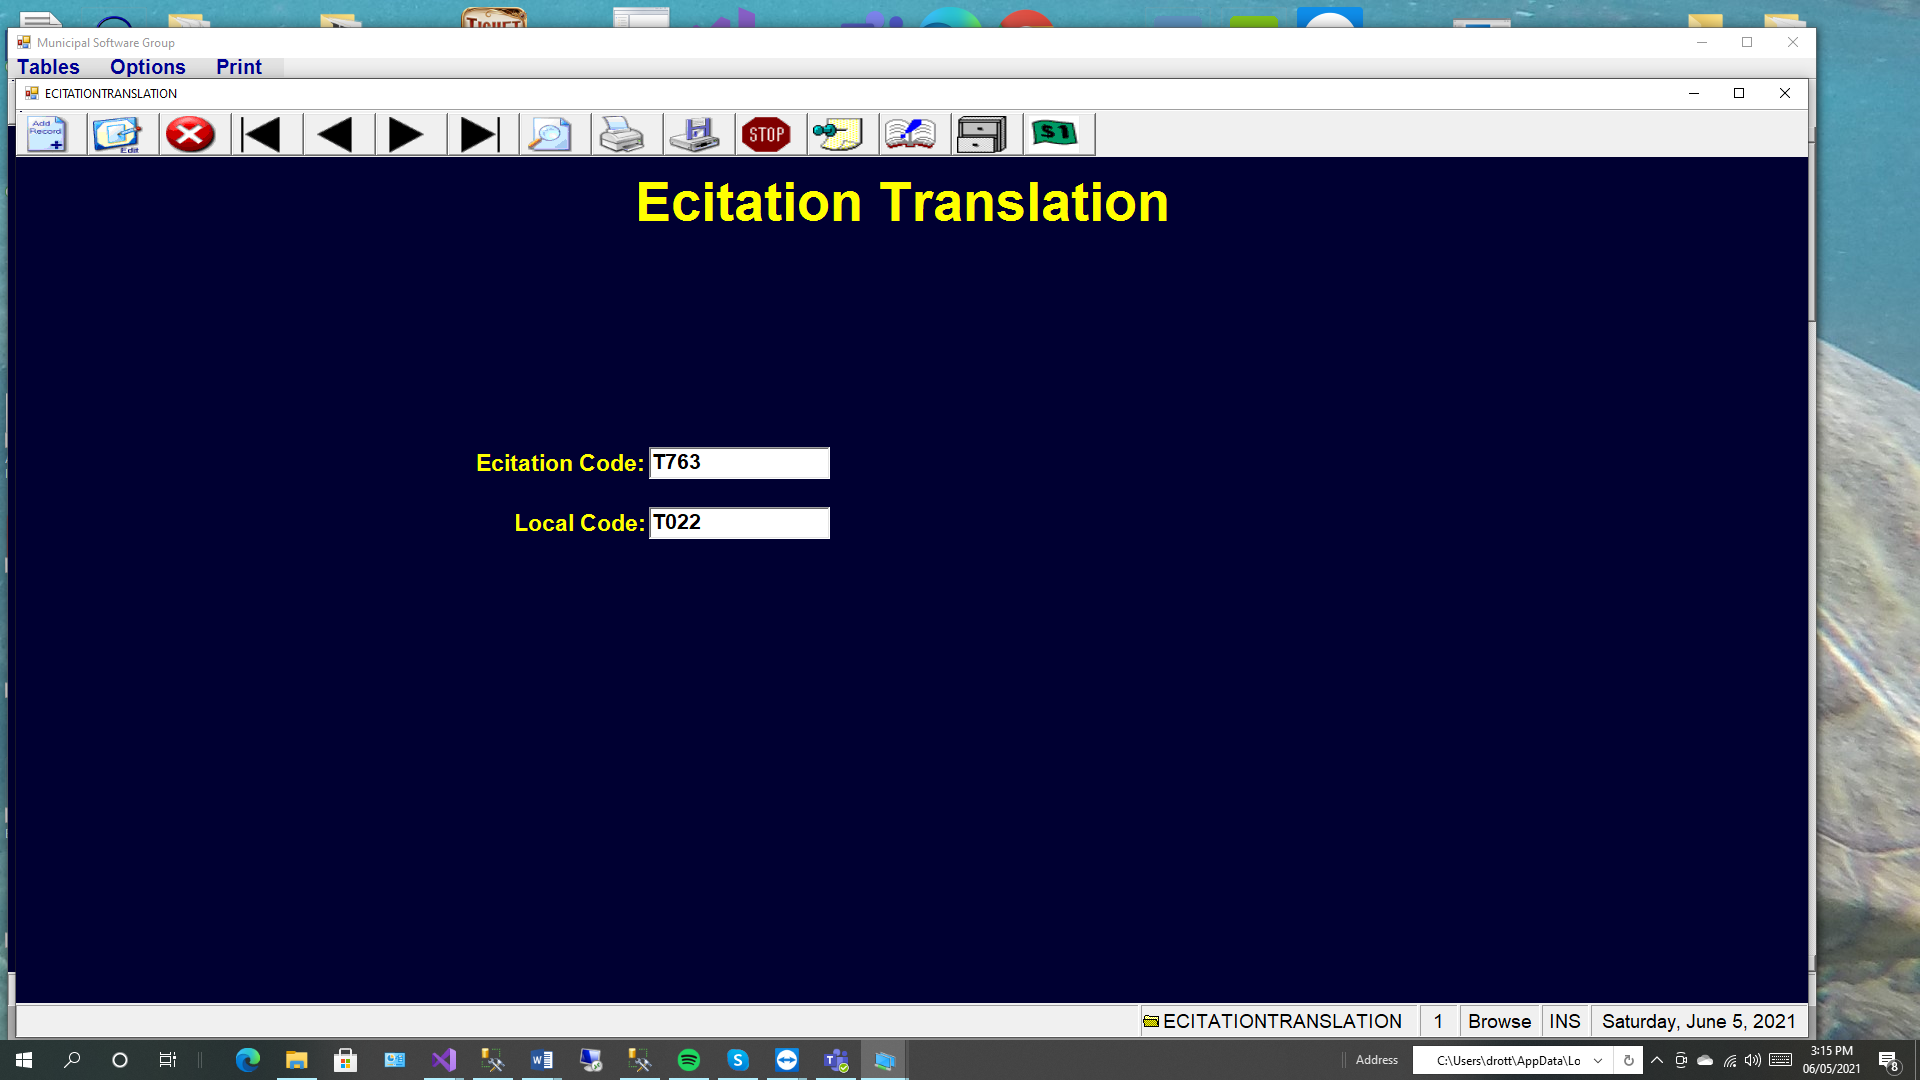 TICKET
Municipal Software Group
Tables Options Print
ECITATIONTRANSLATION
Add
Record
Edit
STOP
$1
Ecitation Translation
Ecitation Code: T763
Local Code: T022
ECITATIONTRANSLATION 1 Browse INS Saturday, June 5, 2021
Address C:\Users\drott\AppData\Lo
3:15 PM
06/05/2021
8